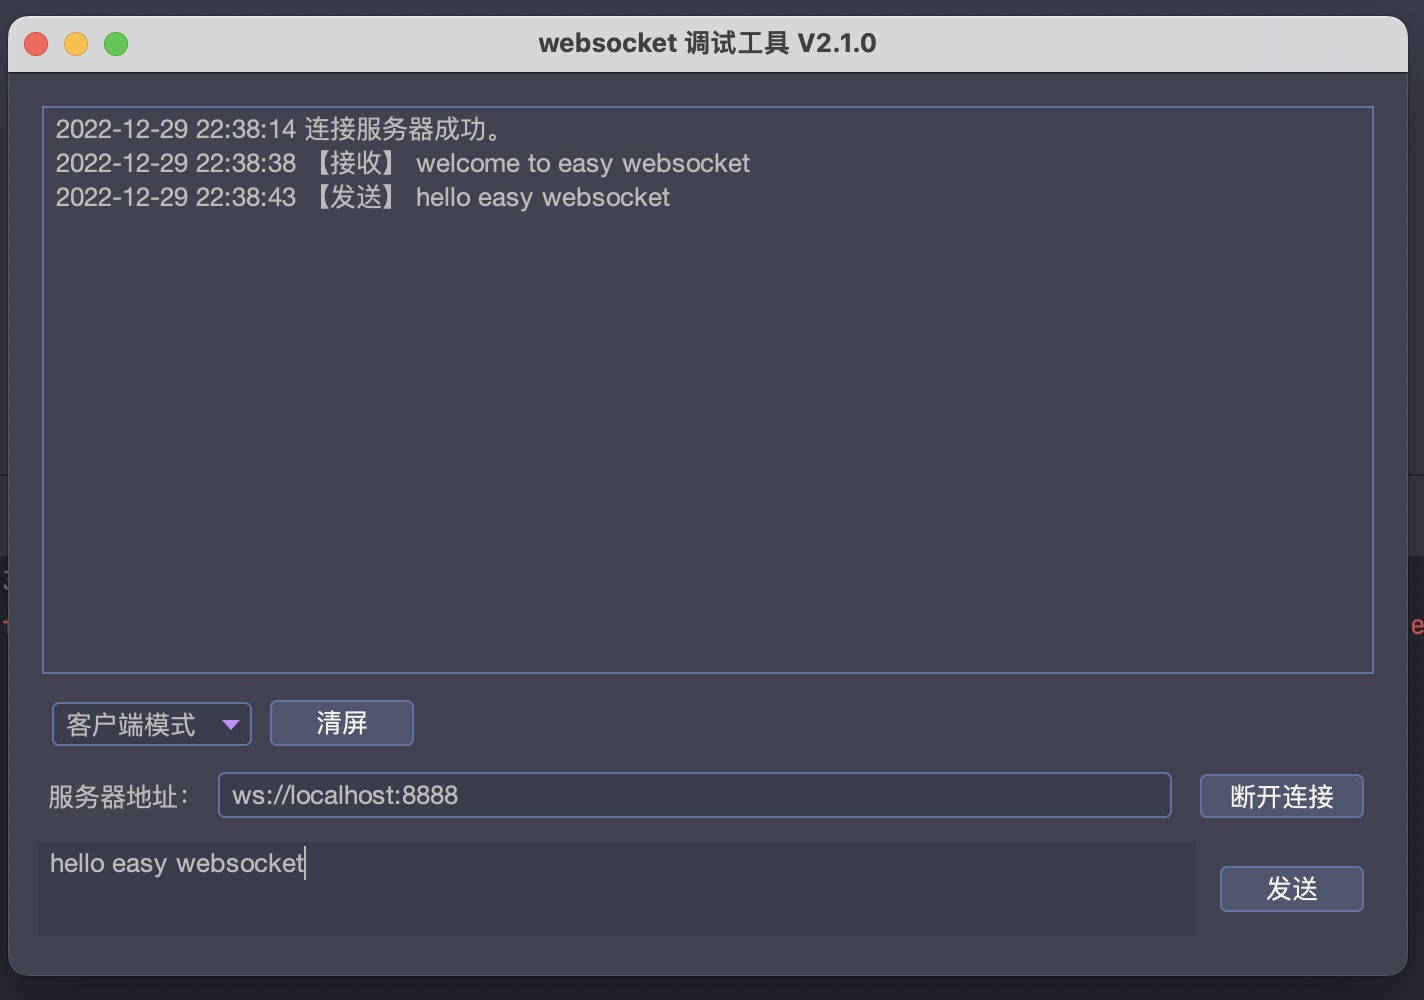 websocket 调试工具 V2.1.0
2022-12-29 22:38:14 连接服务器成功。
2022-12-29 22:38:38 【接收】 welcome to easy websocket
2022-12-29 22:38:43 【发送】 hello easy websocket
客户端模式 清屏
服务器地址： ws://localhost:8888 断开连接
hello easy websocket
发送